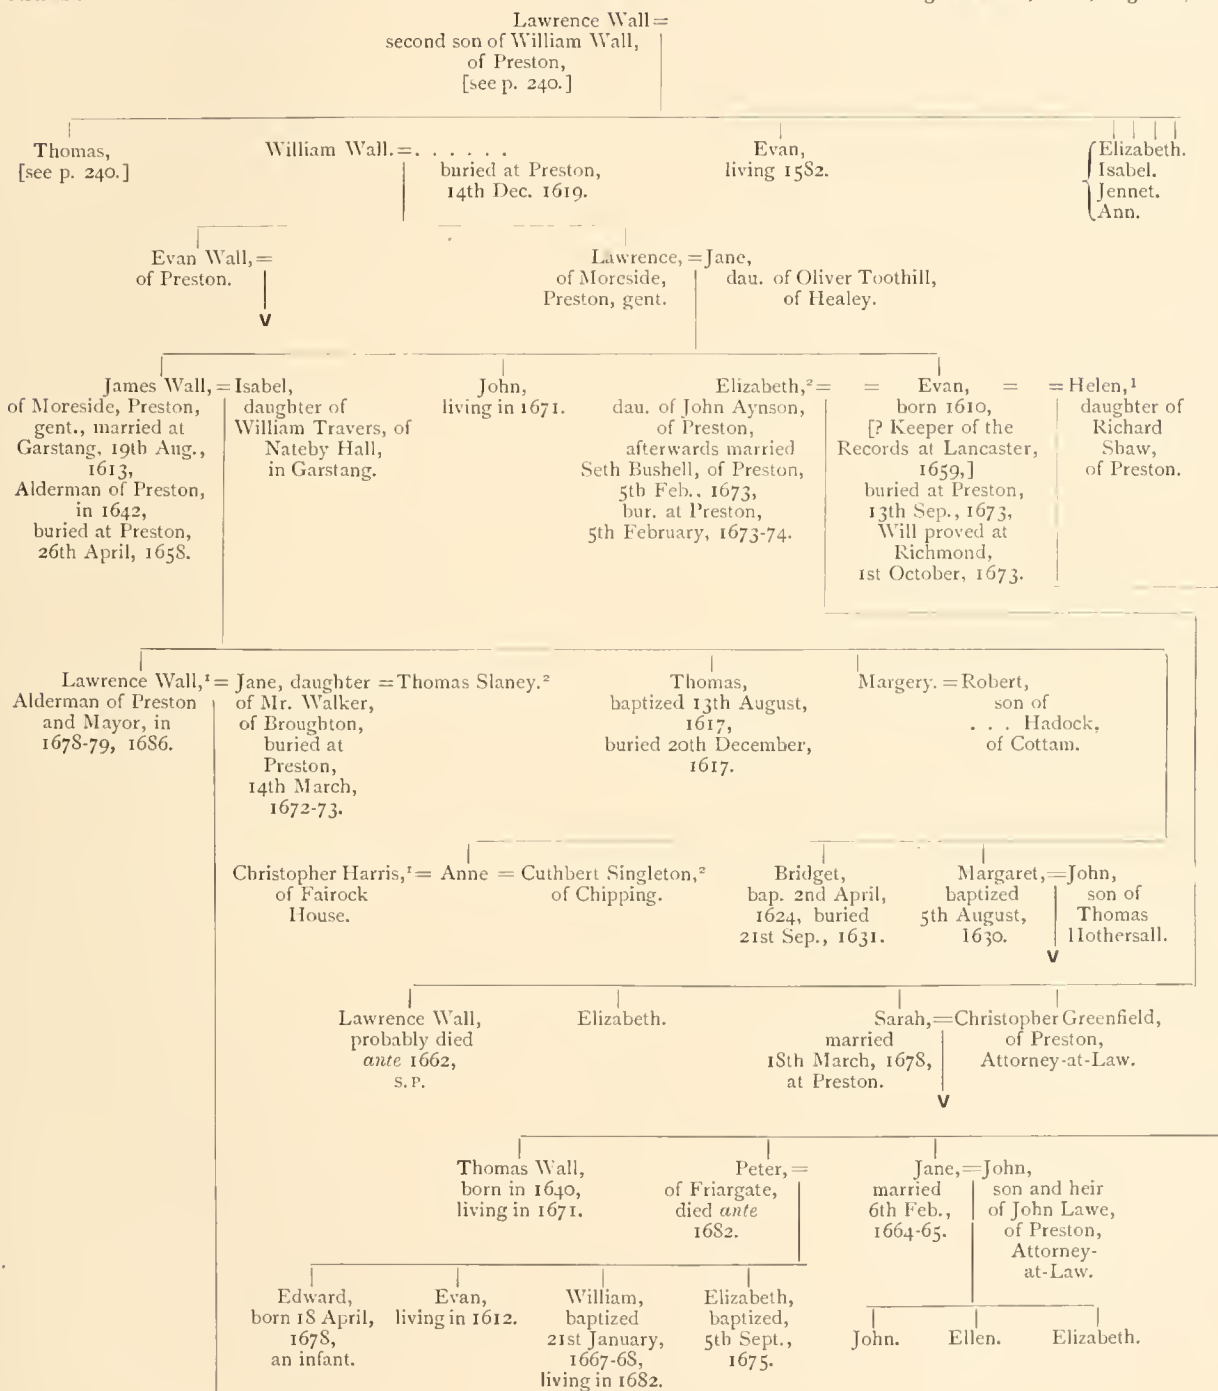 Lawrence Wall =
second son of William Wall,
of Preston,
[see p. 240.]
Thomas,
[see p. 240.]
William Wall. = . . . . . .
buried at Preston,
14th Dec. 1619.
Evan,
living 1582.
Elizabeth.
Isabel.
Jennet.
Ann.
Evan Wall, =
of Preston.
Lawrence, = Jane,
of Moreside, dau. of Oliver Toothill,
Preston, gent. of Healey.
James Wall, = Isabel,
of Moreside, Preston, daughter of
gent., married at William Travers, of
Garstang, 19th Aug., Nateby Hall,
1613, in Garstang.
Alderman of Preston,
in 1642,
buried at Preston,
26th April, 1658.
John,
living in 1671.
Elizabeth,² =
dau. of John Aynson,
of Preston,
afterwards married
Seth Bushell, of Preston,
5th Feb., 1673,
bur. at Preston,
5th February, 1673-74.
= Evan, =
born 1610,
[? Keeper of the
Records at Lancaster,
1659,]
buried at Preston,
13th Sep., 1673,
Will proved at
Richmond,
1st October, 1673.
= Helen,¹
daughter of
Richard
Shaw,
of Preston.
Lawrence Wall,¹ = Jane, daughter = Thomas Slaney.²
Alderman of Preston of Mr. Walker,
and Mayor, in of Broughton,
1678-79, 1686. buried at
Preston,
14th March,
1672-73.
Thomas,
baptized 13th August,
1617,
buried 20th December,
1617.
Margery. = Robert,
son of
. . . Hadock,
of Cottam.
Christopher Harris,¹ = Anne = Cuthbert Singleton,²
of Fairock of Chipping.
House.
Bridget,
bap. 2nd April,
1624, buried
21st Sep., 1631.
Margaret, = John,
baptized son of
5th August, Thomas
1630. Hothersall.
Lawrence Wall,
probably died
ante 1662,
S.P.
Elizabeth.
Sarah, = Christopher Greenfield,
married of Preston,
18th March, 1678, Attorney-at-Law.
at Preston.
Thomas Wall,
born in 1640,
living in 1671.
Peter, =
of Friargate,
died ante
1682.
Jane, = John,
married son and heir
6th Feb., of John Lawe,
1664-65. of Preston,
Attorney-
at-Law.
Edward,
born 18 April,
1678,
an infant.
Evan,
living in 1612.
William,
baptized
21st January,
1667-68,
living in 1682.
Elizabeth,
baptized,
5th Sept.,
1675.
John. Ellen. Elizabeth.